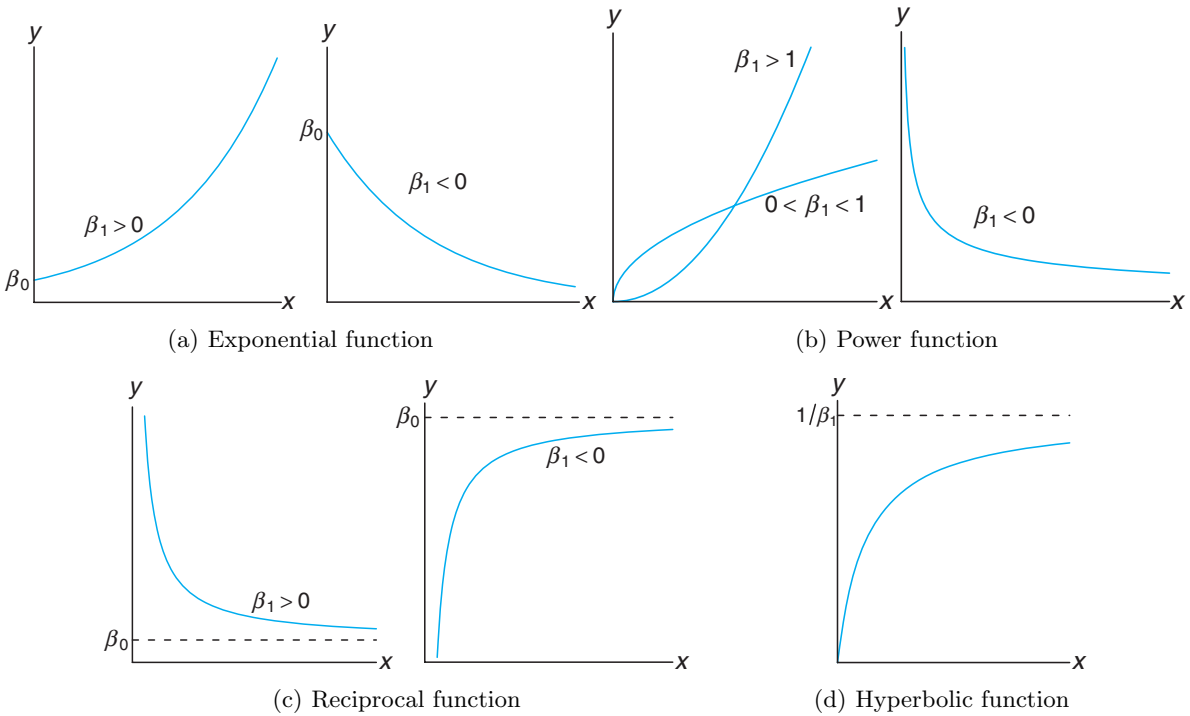 y
β₀
β₁ > 0
x
y
β₀
β₁ < 0
x
(a) Exponential function
y
β₁ > 1
0 < β₁ < 1
x
y
β₁ < 0
x
(b) Power function
y
β₁ > 0
β₀
x
y
β₀
β₁ < 0
x
(c) Reciprocal function
y
1/β₁
x
(d) Hyperbolic function